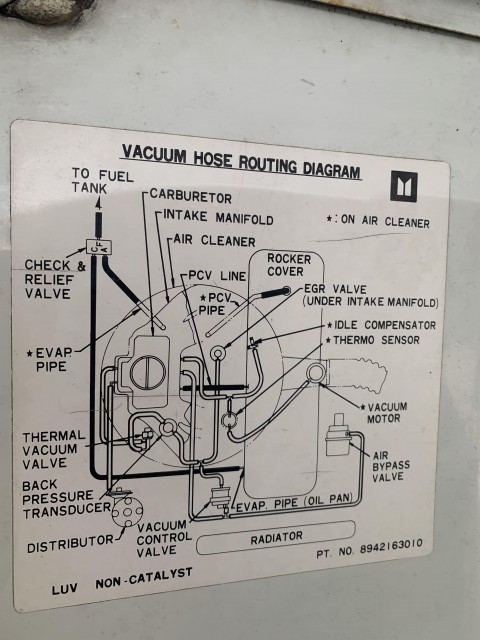 VACUUM HOSE ROUTING DIAGRAM
TO FUEL
TANK
CARBURETOR
INTAKE MANIFOLD
AIR CLEANER
★: ON AIR CLEANER
C F
A
CHECK &
RELIEF
VALVE
PCV LINE
★PCV
PIPE
ROCKER
COVER
EGR VALVE
(UNDER INTAKE MANIFOLD)
★IDLE COMPENSATOR
★THERMO SENSOR
★EVAP.
PIPE
★VACUUM
MOTOR
THERMAL
VACUUM
VALVE
AIR
BYPASS
VALVE
BACK
PRESSURE
TRANSDUCER
EVAP. PIPE (OIL PAN)
DISTRIBUTOR
VACUUM
CONTROL
VALVE
RADIATOR
PT. NO. 8942163010
LUV NON-CATALYST